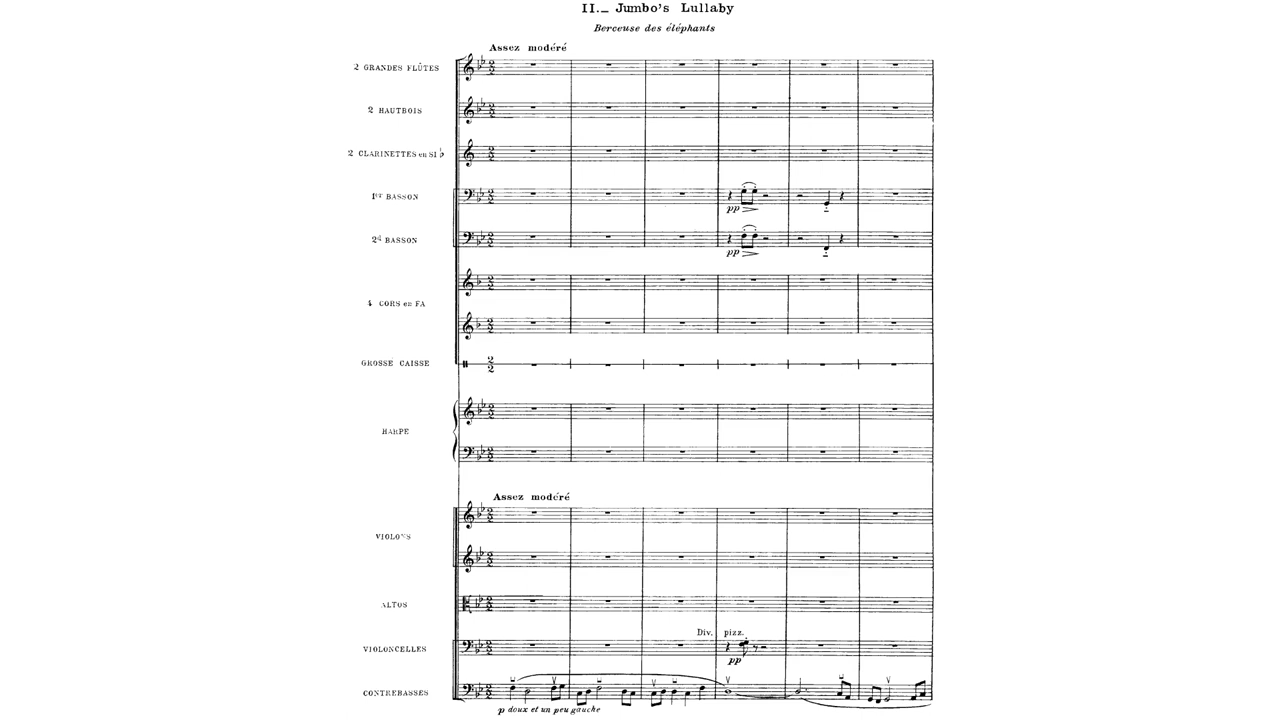 II._ Jumbo's Lullaby
Berceuse des éléphants
Assez modéré
2 GRANDES FLÛTES
2 HAUTBOIS
2 CLARINETTES en SI♭
1er BASSON
pp
2d BASSON
pp
4 CORS en FA
GROSSE CAISSE
HARPE
Assez modéré
VIOLONS
ALTOS
Div. pizz.
VIOLONCELLES
pp
CONTREBASSES
p doux et un peu gauche